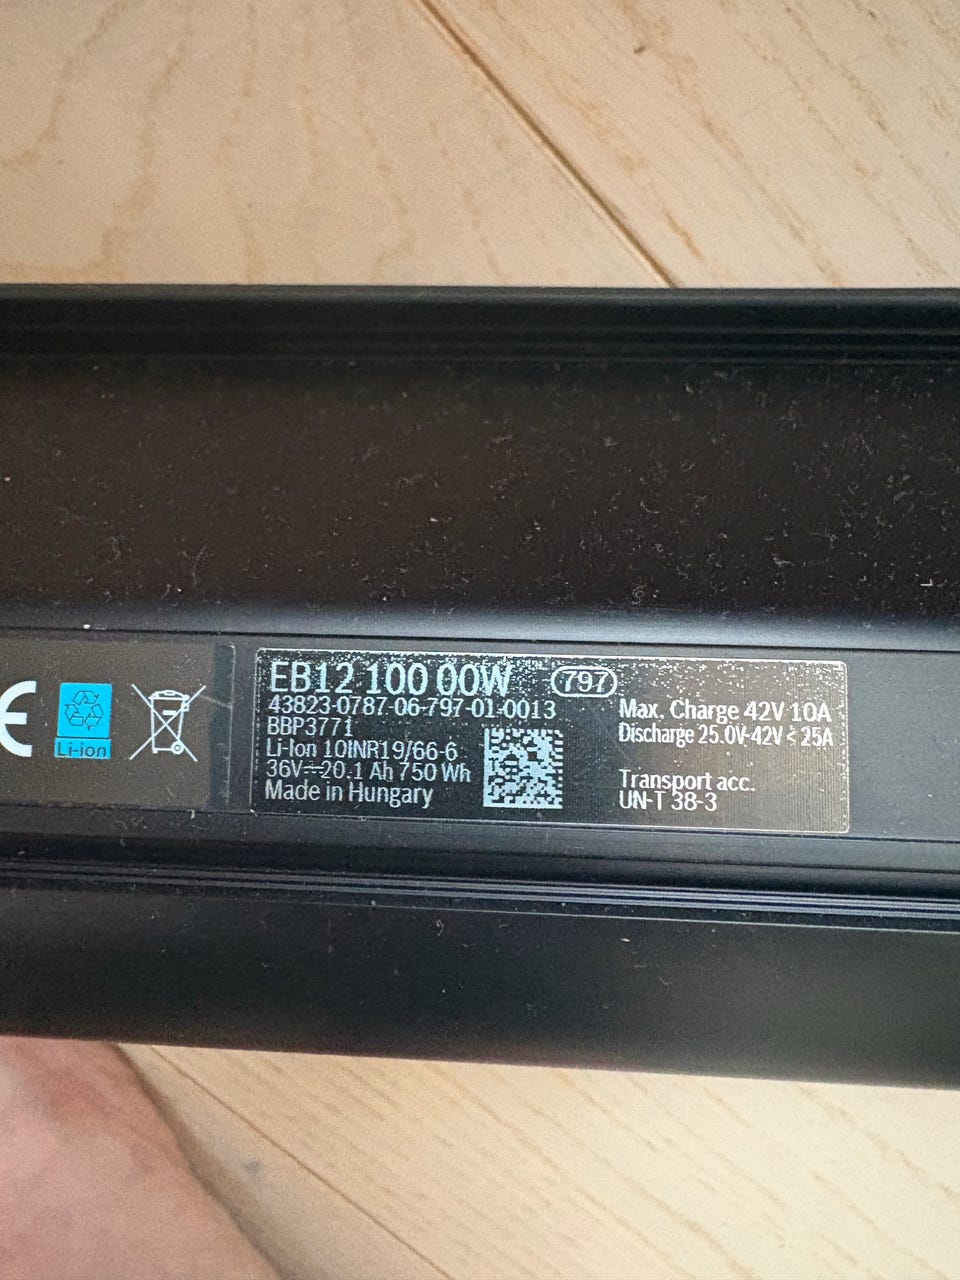 CE
Li-ion
EB12 100 00W 797
43823-0787-06-797-01-0013
BBP3771
Li-Ion 10INR19/66-6
36V⎓20.1 Ah 750 Wh
Made in Hungary
Max. Charge 42V 10A
Discharge 25.0V-42V ≤ 25A
Transport acc.
UN-T 38-3